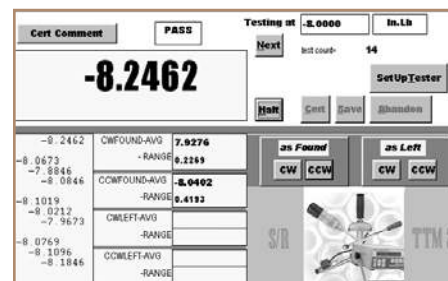 Cert Comment
PASS
Testing at -8.0000 In.Lb
Next
test count= 14
-8.2462
SetUpTester
Halt Cert Save Abandon
-8.2462
-8.0673
-7.8846
-8.0846
-8.1019
-8.0212
-7.9673
-8.0769
-8.1096
-8.1846
CWFOUND-AVG 7.9276
-RANGE 0.2269
CCWFOUND-AVG -8.0402
-RANGE 0.4193
CWLEFT-AVG
-RANGE
CCWLEFT-AVG
-RANGE
as Found
CW CCW
as Left
CW CCW
S/R
TTM